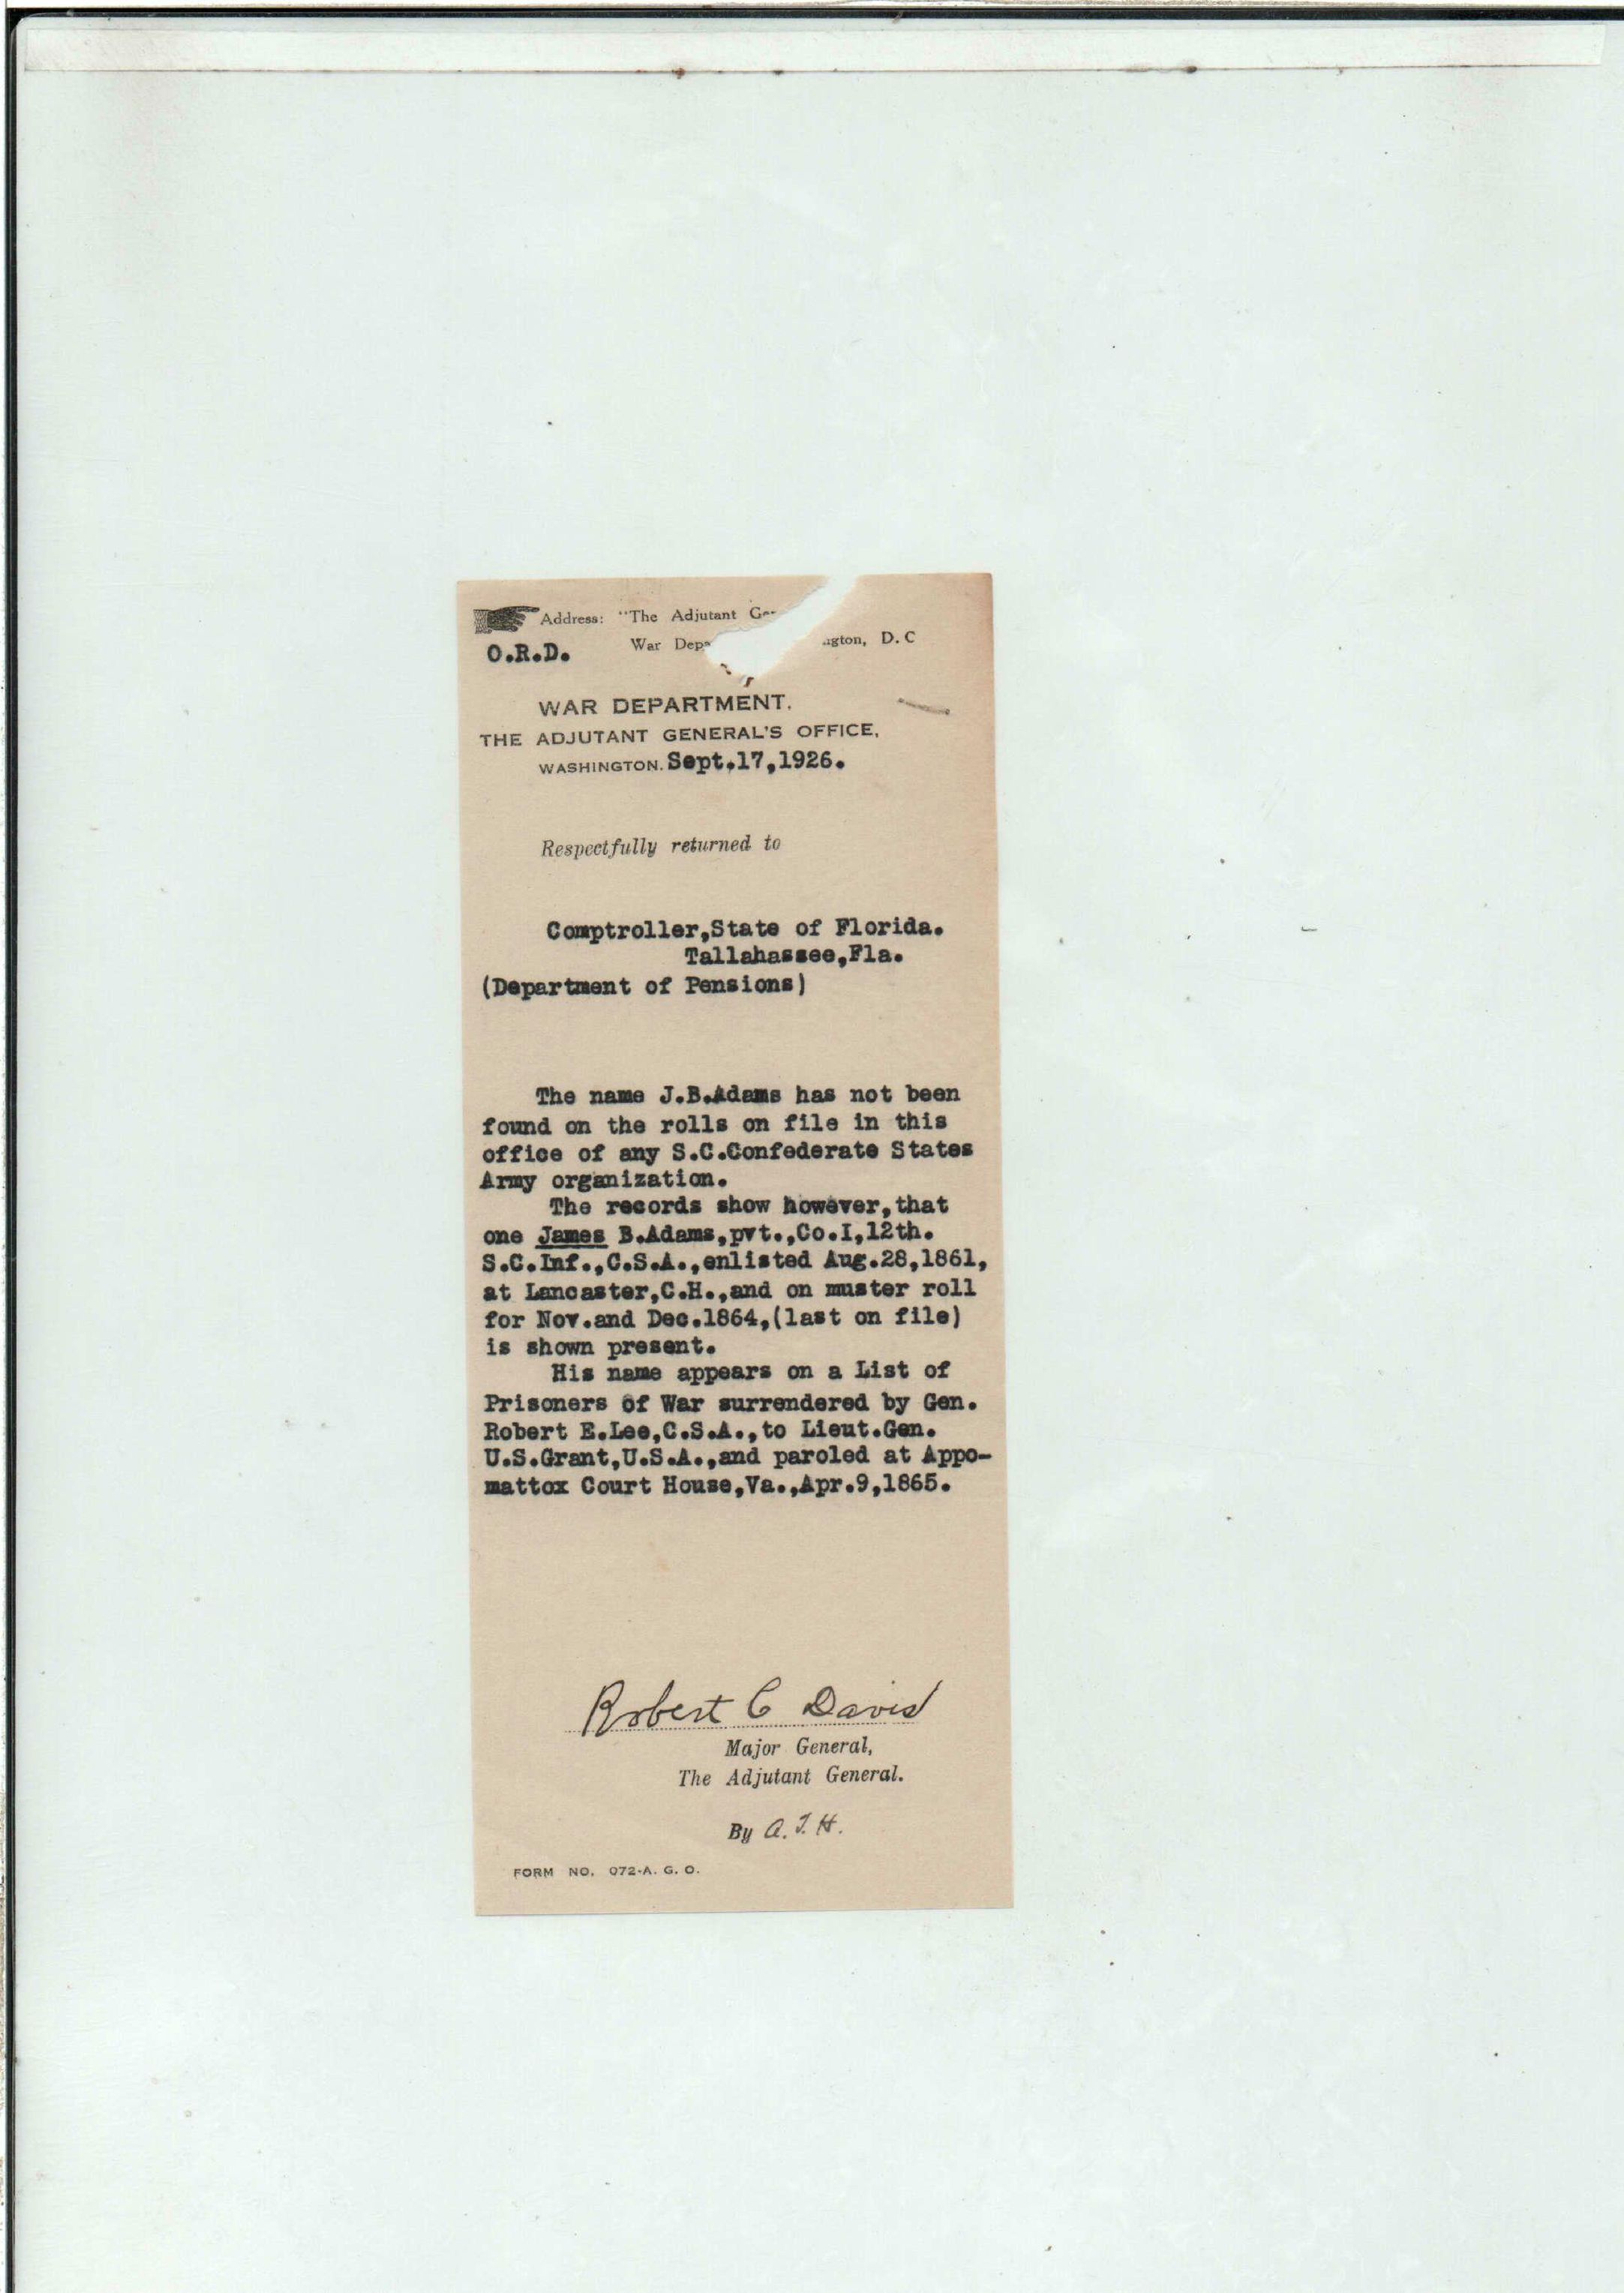 Address: "The Adjutant
War
ington, D. C
O.R.D.
WAR DEPARTMENT.
THE ADJUTANT GENERAL'S OFFICE,
WASHINGTON. Sept.17,1926.
Respectfully returned to
Comptroller,State of Florida.
Tallahassee,Fla.
(Department of Pensions)
The name J.B.Adams has not been
found on the rolls on file in this
office of any S.C.Confederate States
Army organization.
The records show however,that
one James B.Adams,pvt.,Co.I,12th.
S.C.Inf.,C.S.A.,enlisted Aug.28,1861,
at Lancaster,C.H.,and on muster roll
for Nov.and Dec.1864,(last on file)
is shown present.
His name appears on a List of
Prisoners Of War surrendered by Gen.
Robert E.Lee,C.S.A.,to Lieut.Gen.
U.S.Grant,U.S.A.,and paroled at Appo-
mattox Court House,Va.,Apr.9,1865.
Robert C Davis
Major General,
The Adjutant General.
By A. T. H.
FORM NO. 072-A. G. O.